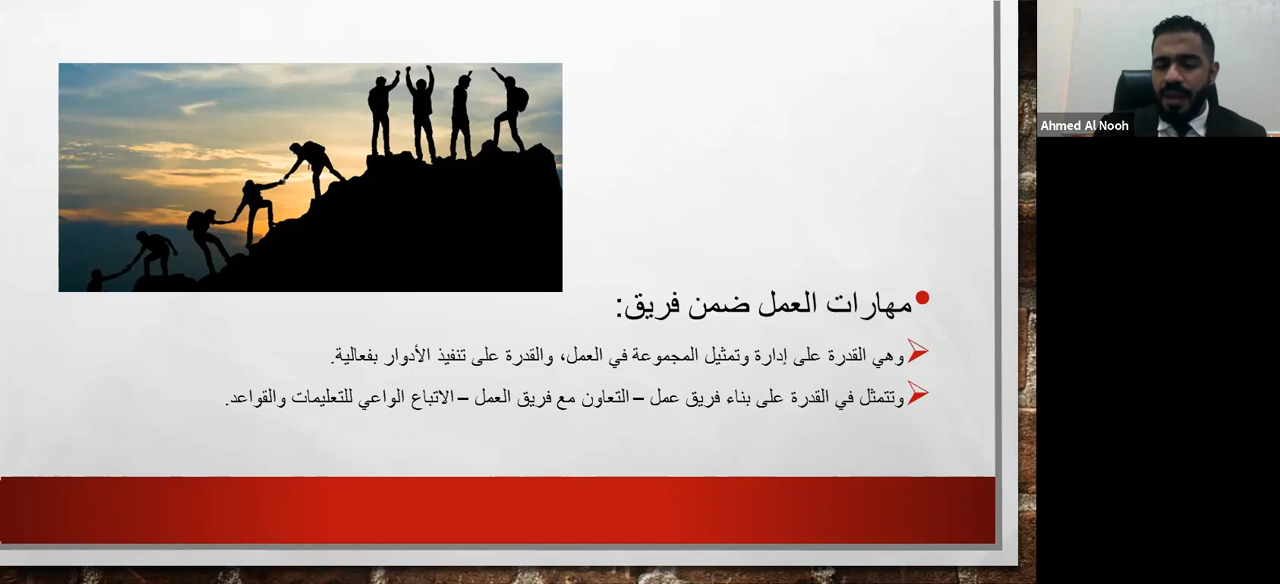 مهارات العمل ضمن فريق:
وهي القدرة على إدارة وتمثيل المجموعة في العمل، والقدرة على تنفيذ الأدوار بفعالية.
وتتمثل في القدرة على بناء فريق عمل – التعاون مع فريق العمل – الاتباع الواعي للتعليمات والقواعد.
Ahmed Al Nooh